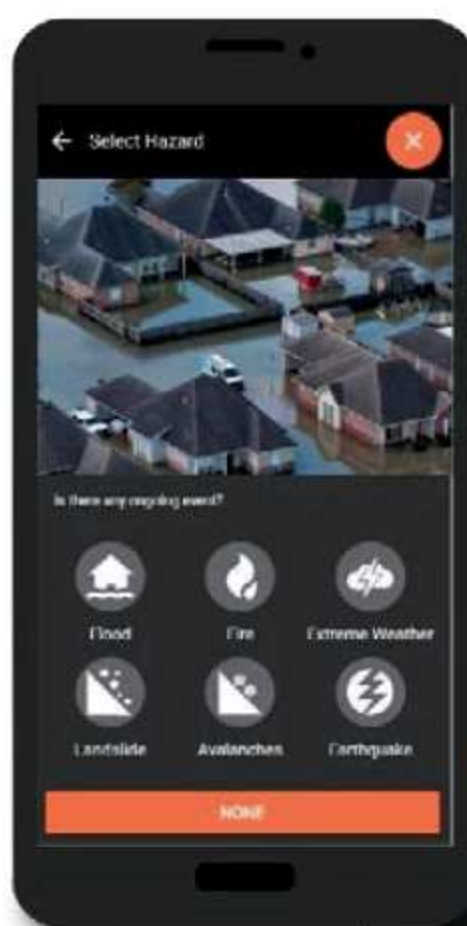 Select Hazard
Is there any ongoing event?
Flood
Fire
Extreme Weather
Landslide
Avalanches
Earthquake
NONE